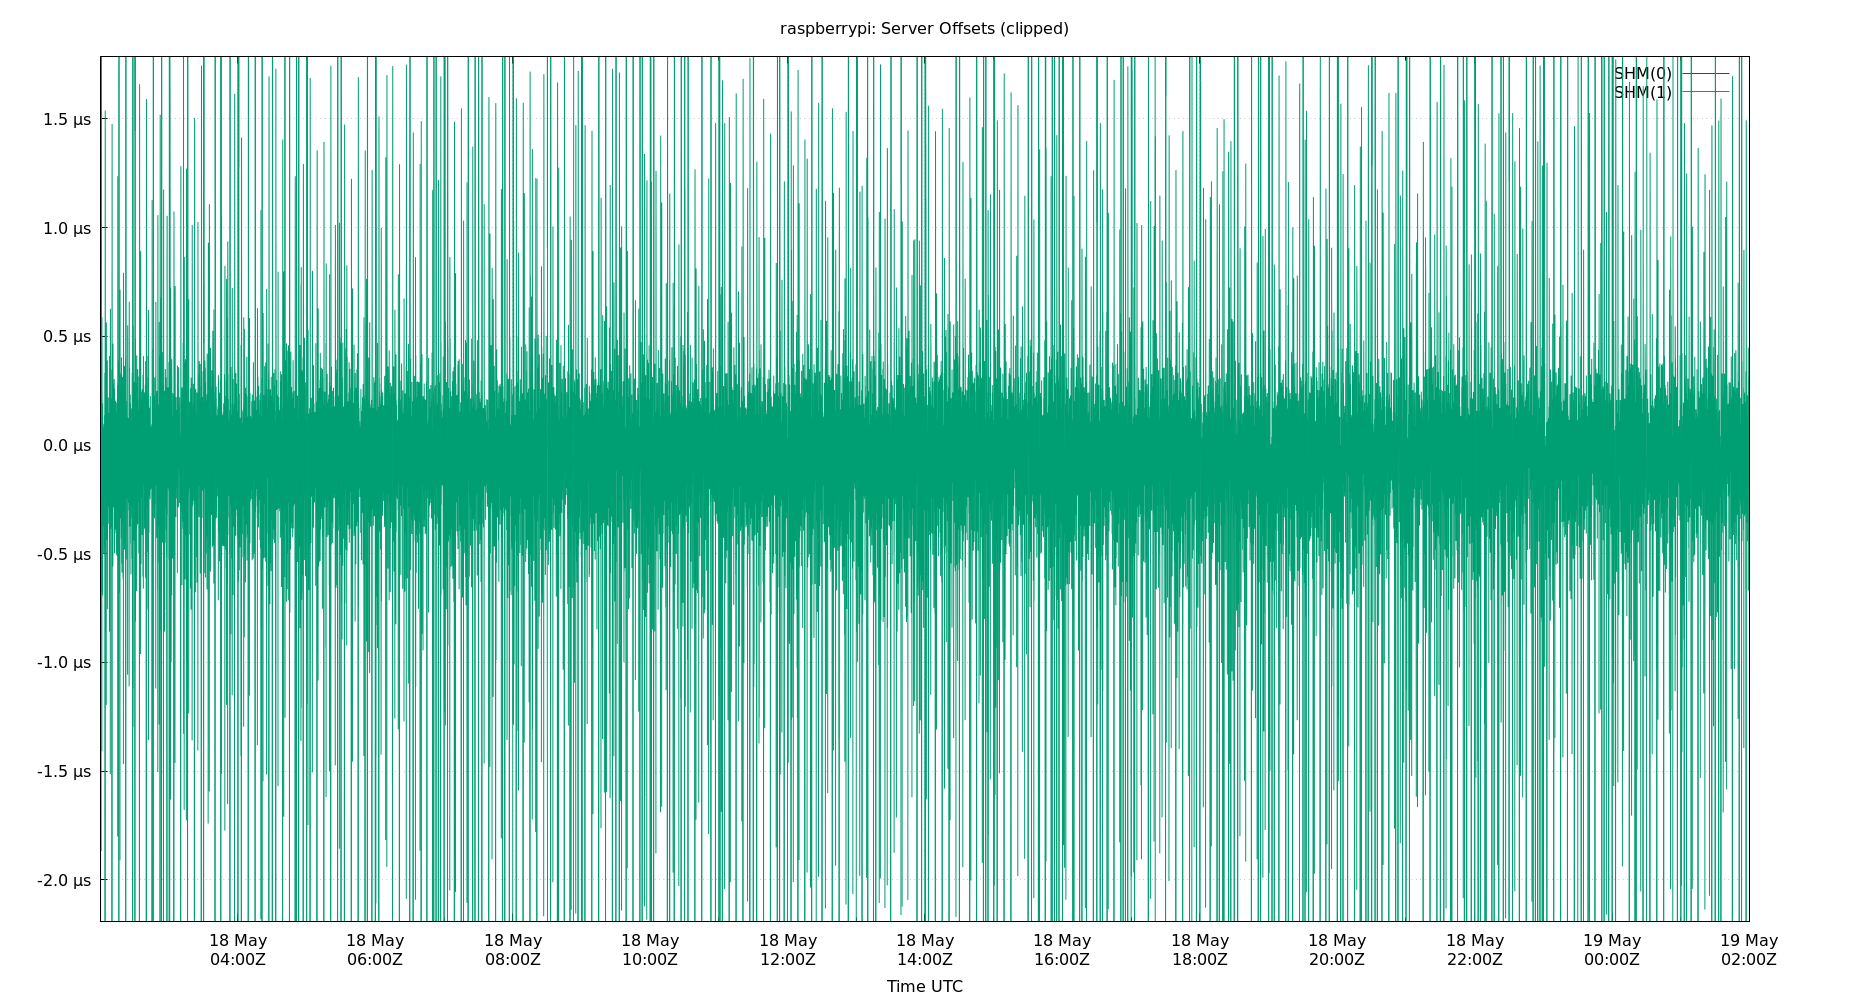 raspberrypi: Server Offsets (clipped)
SHM(0)
SHM(1)
1.5 µs
1.0 µs
0.5 µs
0.0 µs
-0.5 µs
-1.0 µs
-1.5 µs
-2.0 µs
18 May 18 May 18 May 18 May 18 May 18 May 18 May 18 May 18 May 18 May 19 May 19 May
04:00Z 06:00Z 08:00Z 10:00Z 12:00Z 14:00Z 16:00Z 18:00Z 20:00Z 22:00Z 00:00Z 02:00Z
Time UTC